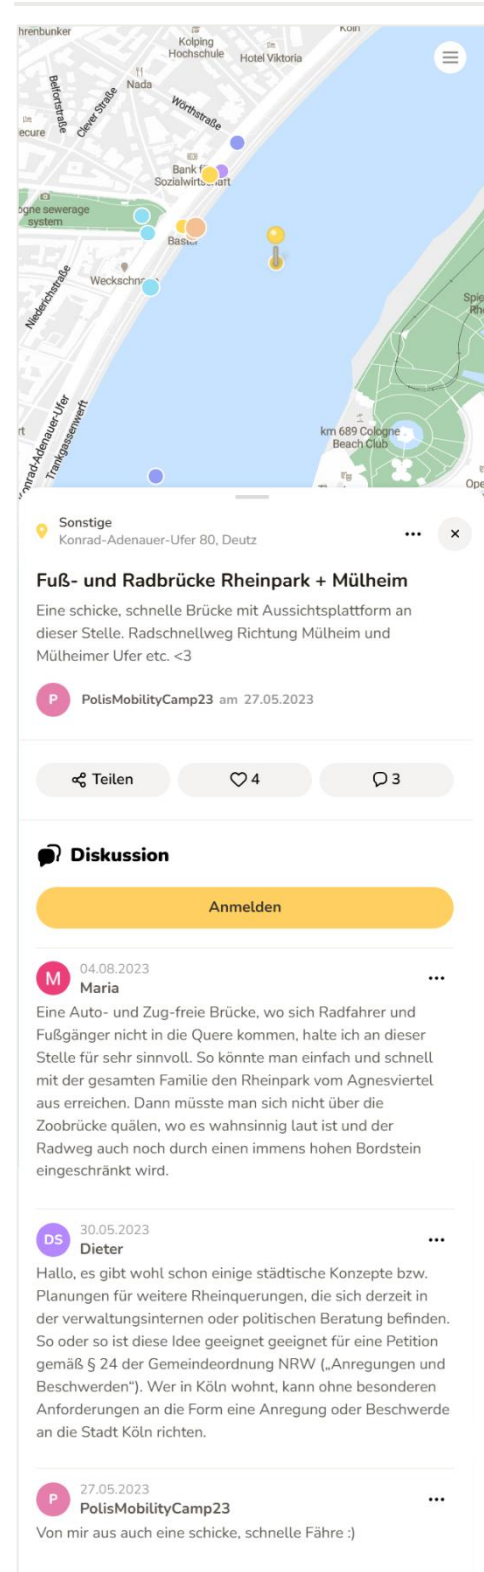 hrenbunker
Kolping
Hochschule
Hotel Viktoria
Köln
Nada
Belfortstraße
Clever Straße
Wörthstraße
ecure
Bank f
Sozialwirts aft
gne sewerage
system
Bastei
Weckschna
Niederichstraße
Spie
Rhe
nrad-Adenauer-Ufer
Trankgassenwerft
rt
km 689 Cologne
Beach Club
Ope
Sonstige
Konrad-Adenauer-Ufer 80, Deutz
Fuß- und Radbrücke Rheinpark + Mülheim
Eine schicke, schnelle Brücke mit Aussichtsplattform an
dieser Stelle. Radschnellweg Richtung Mülheim und
Mülheimer Ufer etc. <3
P PolisMobilityCamp23 am 27.05.2023
Teilen 4 3
Diskussion
Anmelden
04.08.2023
M Maria
Eine Auto- und Zug-freie Brücke, wo sich Radfahrer und
Fußgänger nicht in die Quere kommen, halte ich an dieser
Stelle für sehr sinnvoll. So könnte man einfach und schnell
mit der gesamten Familie den Rheinpark vom Agnesviertel
aus erreichen. Dann müsste man sich nicht über die
Zoobrücke quälen, wo es wahnsinnig laut ist und der
Radweg auch noch durch einen immens hohen Bordstein
eingeschränkt wird.
30.05.2023
DS Dieter
Hallo, es gibt wohl schon einige städtische Konzepte bzw.
Planungen für weitere Rheinquerungen, die sich derzeit in
der verwaltungsinternen oder politischen Beratung befinden.
So oder so ist diese Idee geeignet geeignet für eine Petition
gemäß § 24 der Gemeindeordnung NRW („Anregungen und
Beschwerden“). Wer in Köln wohnt, kann ohne besonderen
Anforderungen an die Form eine Anregung oder Beschwerde
an die Stadt Köln richten.
27.05.2023
P PolisMobilityCamp23
Von mir aus auch eine schicke, schnelle Fähre :)